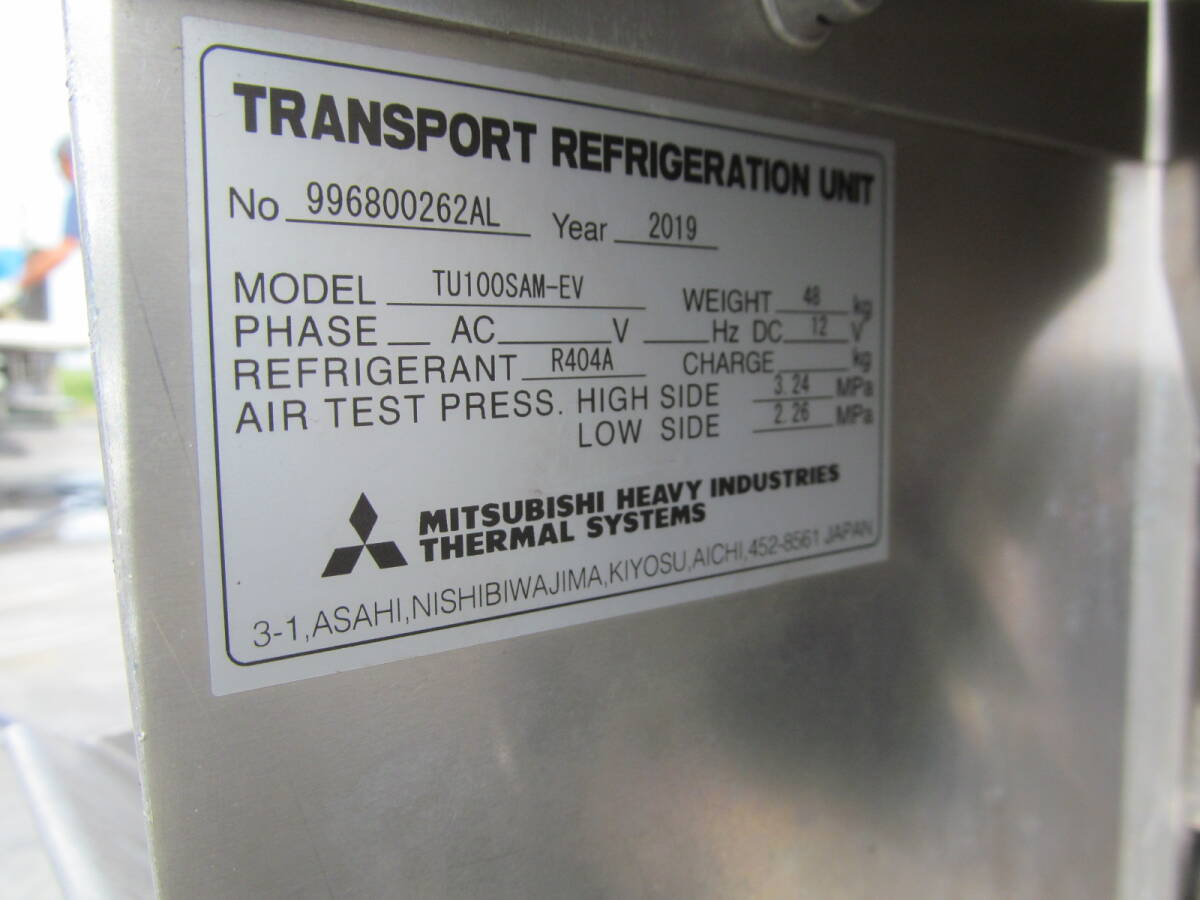 TRANSPORT REFRIGERATION UNIT
No 996800262AL Year 2019
MODEL TU100SAM-EV WEIGHT 48 kg
PHASE AC V Hz DC 12 V
REFRIGERANT R404A CHARGE kg
AIR TEST PRESS. HIGH SIDE 3.24 MPa
LOW SIDE 2.26 MPa
MITSUBISHI HEAVY INDUSTRIES
THERMAL SYSTEMS
3-1,ASAHI,NISHIBIWAJIMA,KIYOSU,AICHI,452-8561 JAPAN